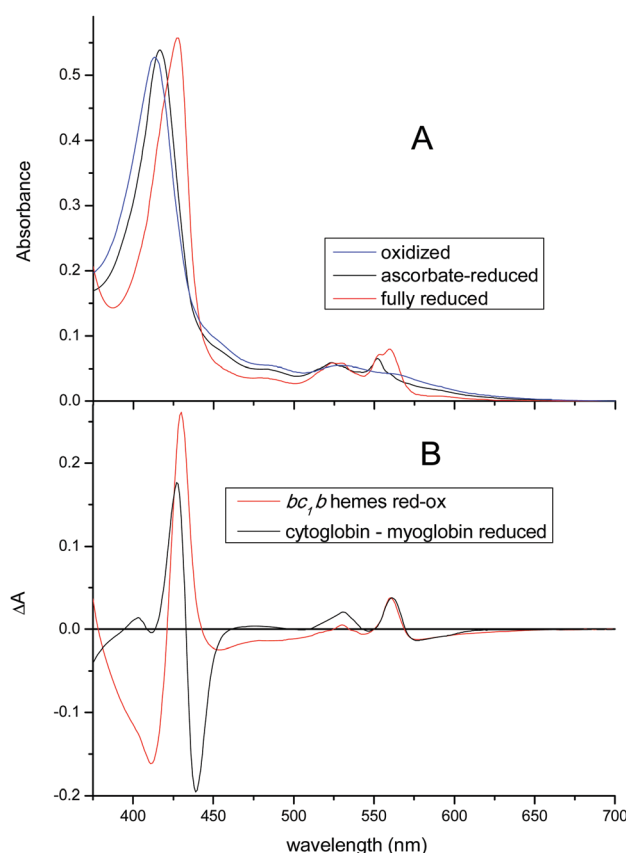 0.5
0.4
0.3
0.2
0.1
0.0
Absorbance
A
oxidized
ascorbate-reduced
fully reduced
0.2
0.1
0.0
-0.1
-0.2
ΔA
B
bc₁b hemes red-ox
cytoglobin - myoglobin reduced
400 450 500 550 600 650 700
wavelength (nm)